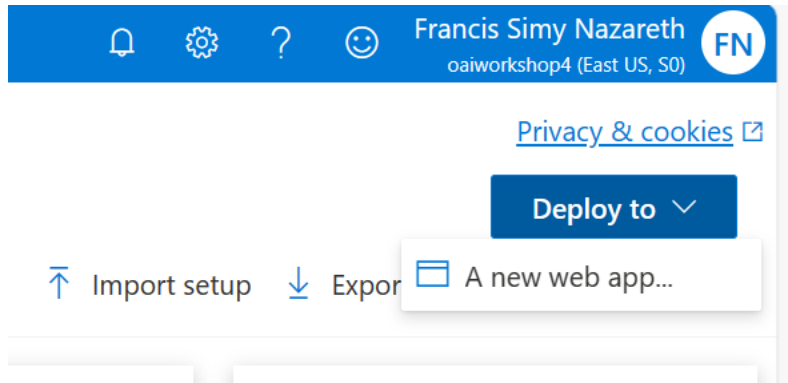 Francis Simy Nazareth
oaiworkshop4 (East US, S0)
FN
Privacy & cookies
Deploy to
Import setup
Expor
A new web app...